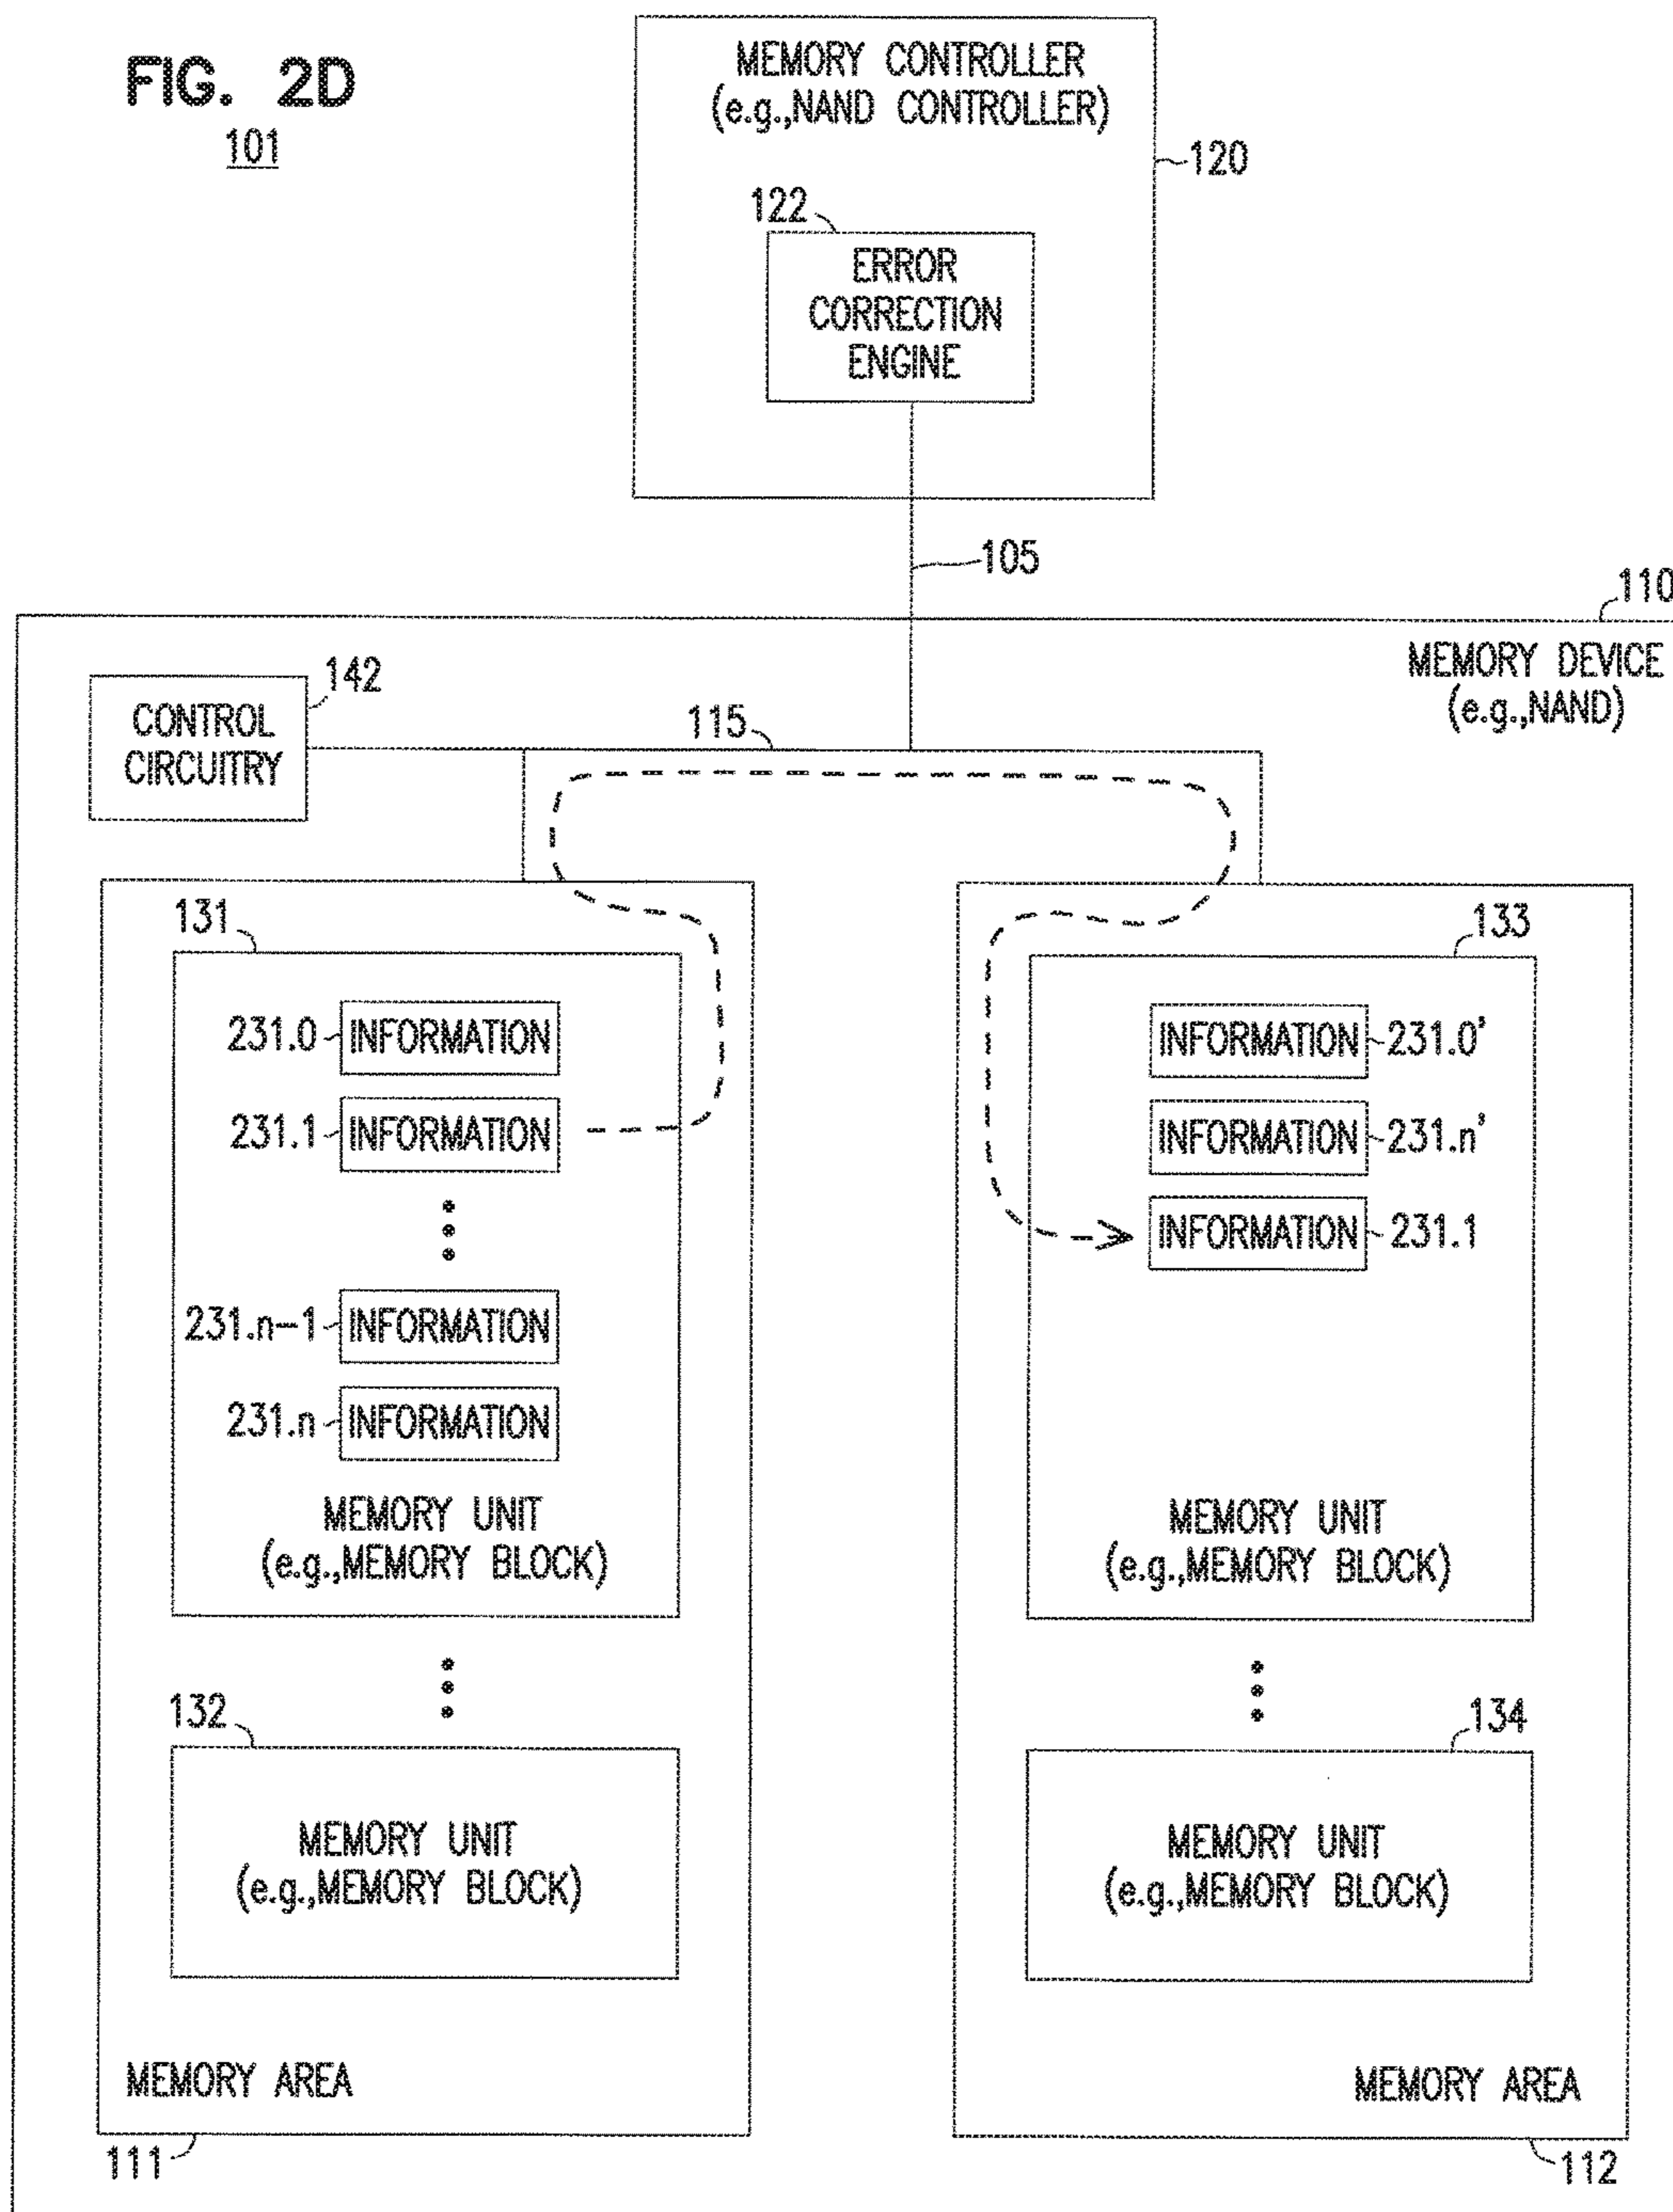 FIG. 2D
101
MEMORY CONTROLLER
(e.g.,NAND CONTROLLER)
120
122
ERROR
CORRECTION
ENGINE
105
110
MEMORY DEVICE
(e.g.,NAND)
142
CONTROL
CIRCUITRY
115
131
231.0
INFORMATION
231.1
INFORMATION
231.n-1
INFORMATION
231.n
INFORMATION
MEMORY UNIT
(e.g.,MEMORY BLOCK)
132
MEMORY UNIT
(e.g.,MEMORY BLOCK)
MEMORY AREA
111
133
INFORMATION
231.0'
INFORMATION
231.n'
INFORMATION
231.1
MEMORY UNIT
(e.g.,MEMORY BLOCK)
134
MEMORY UNIT
(e.g.,MEMORY BLOCK)
MEMORY AREA
112